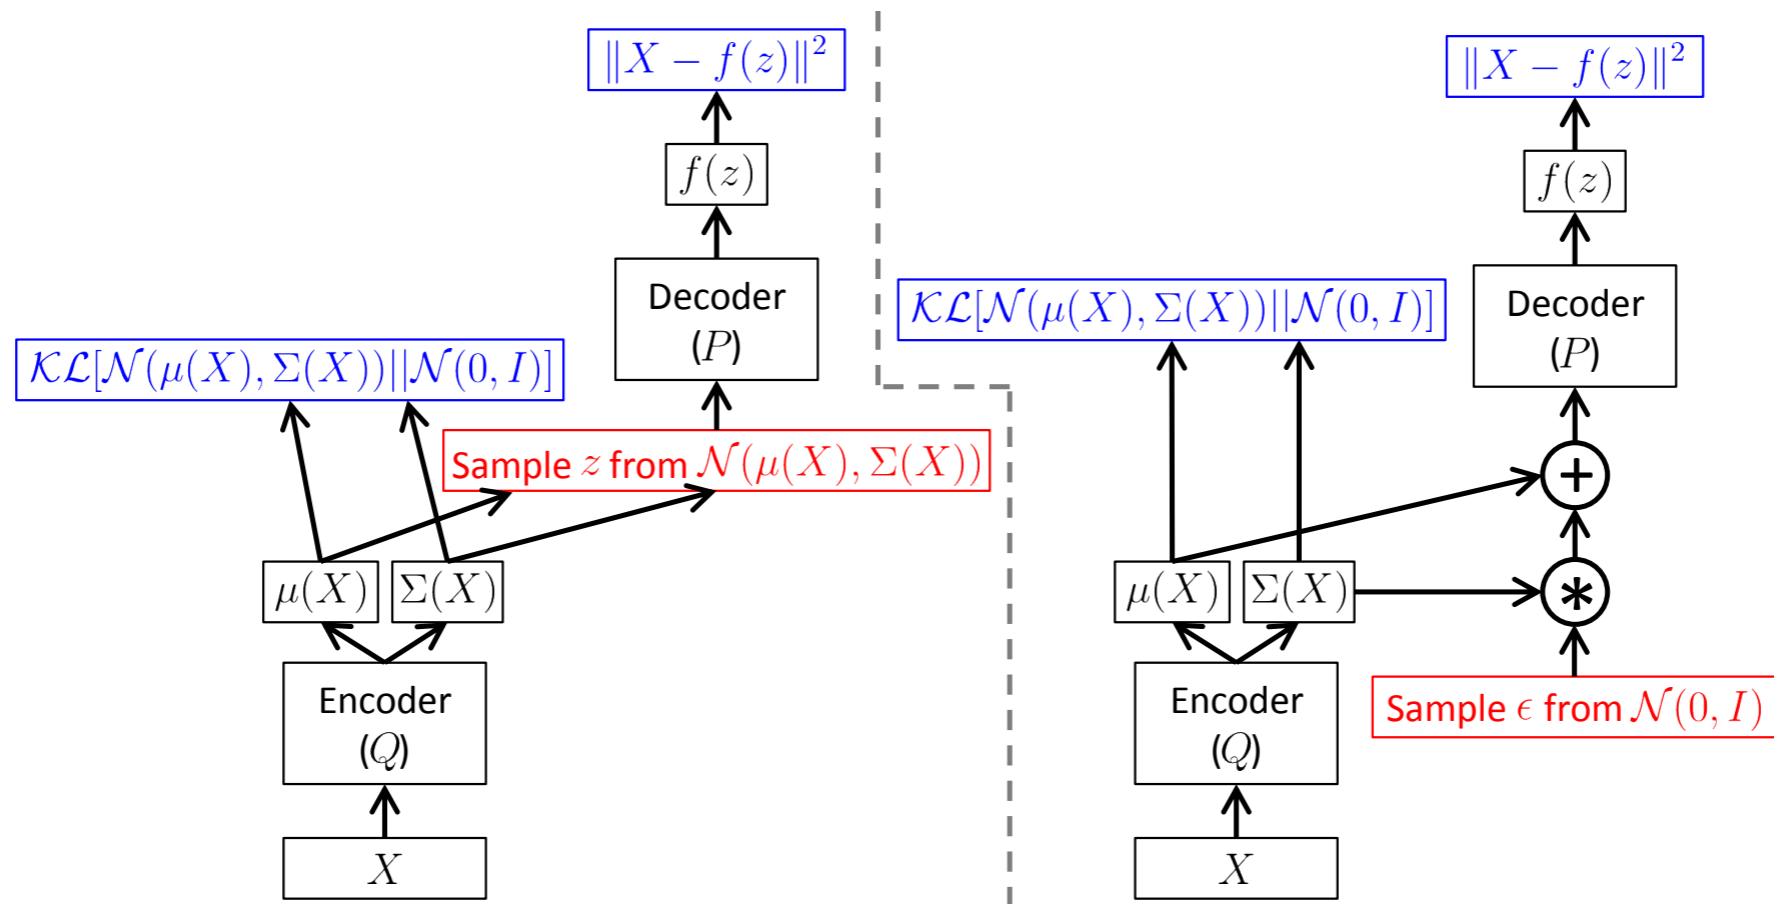 ‖X − f(z)‖²
f(z)
Decoder
(P)
𝒦ℒ[𝒩(μ(X), Σ(X))||𝒩(0, I)]
Sample z from 𝒩(μ(X), Σ(X))
μ(X)
Σ(X)
Encoder
(Q)
X
‖X − f(z)‖²
f(z)
Decoder
(P)
𝒦ℒ[𝒩(μ(X), Σ(X))||𝒩(0, I)]
+
μ(X)
Σ(X)
*
Sample ϵ from 𝒩(0, I)
Encoder
(Q)
X